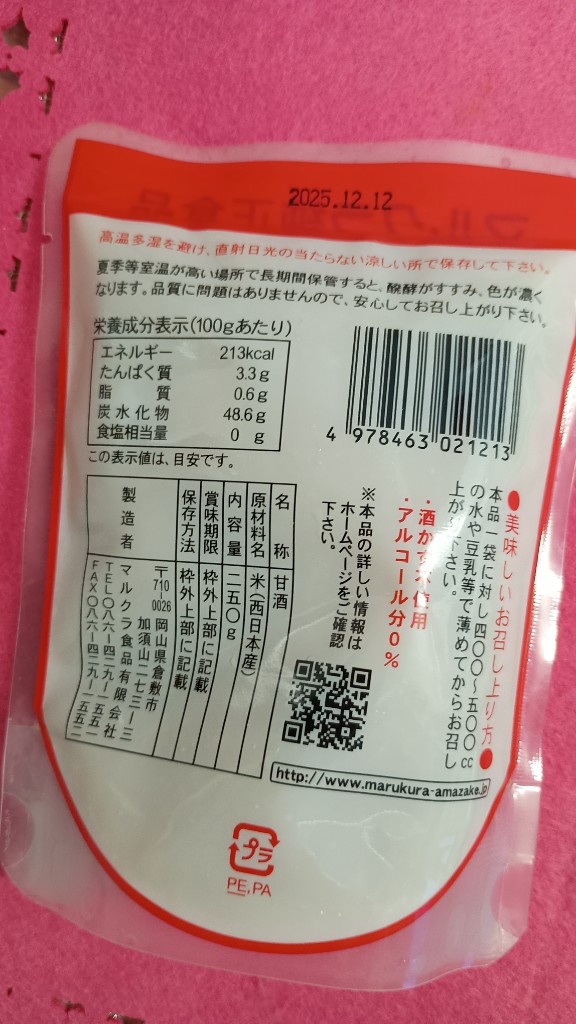 2025.12.12
高温多湿を避け、直射日光の当たらない涼しい所で保存して下さい。
夏季等室温が高い場所で長期間保管すると、醗酵がすすみ、色が濃く
なります。品質に問題はありませんので、安心してお召し上がり下さい。
栄養成分表示(100gあたり)
エネルギー 213kcal
たんぱく質 3.3g
脂質 0.6g
炭水化物 48.6g
食塩相当量 0 g
この表示値は、目安です。
4 978463 021213
●美味しいお召し上り方●
本品一袋に対し四〇〇〜五〇〇cc
の水や豆乳等で薄めてからお召し
上がり下さい。
・酒かす不使用
・アルコール分0%
※本品の詳しい情報は
ホームページをご確認
下さい。
名称 甘酒
原材料名 米(西日本産)
内容量 二五〇g
賞味期限 枠外上部に記載
保存方法 枠外上部に記載
製造者
〒710-0026 岡山県倉敷市
加須山二七三ー三
マルクラ食品有限会社
TEL〇八六ー四二九ー一五五一
FAX〇八六ー四二九ー一五五二
http://www.marukura-amazake.jp
プラ
PE,PA